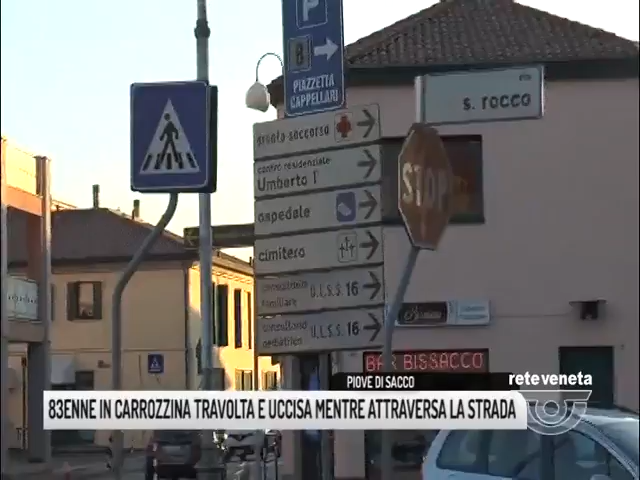 P
B
PIAZZETTA
CAPPELLARI
via
S. ROCCO
pronto soccorso
centro residenziale
Umberto I°
ospedale
cimitero
STOP
consultorio
familiare U.L.S.S. 16
consultorio
pediatrico U.L.S.S. 16
BAR BISSACCO
PIOVE DI SACCO
reteveneta
83ENNE IN CARROZZINA TRAVOLTA E UCCISA MENTRE ATTRAVERSA LA STRADA